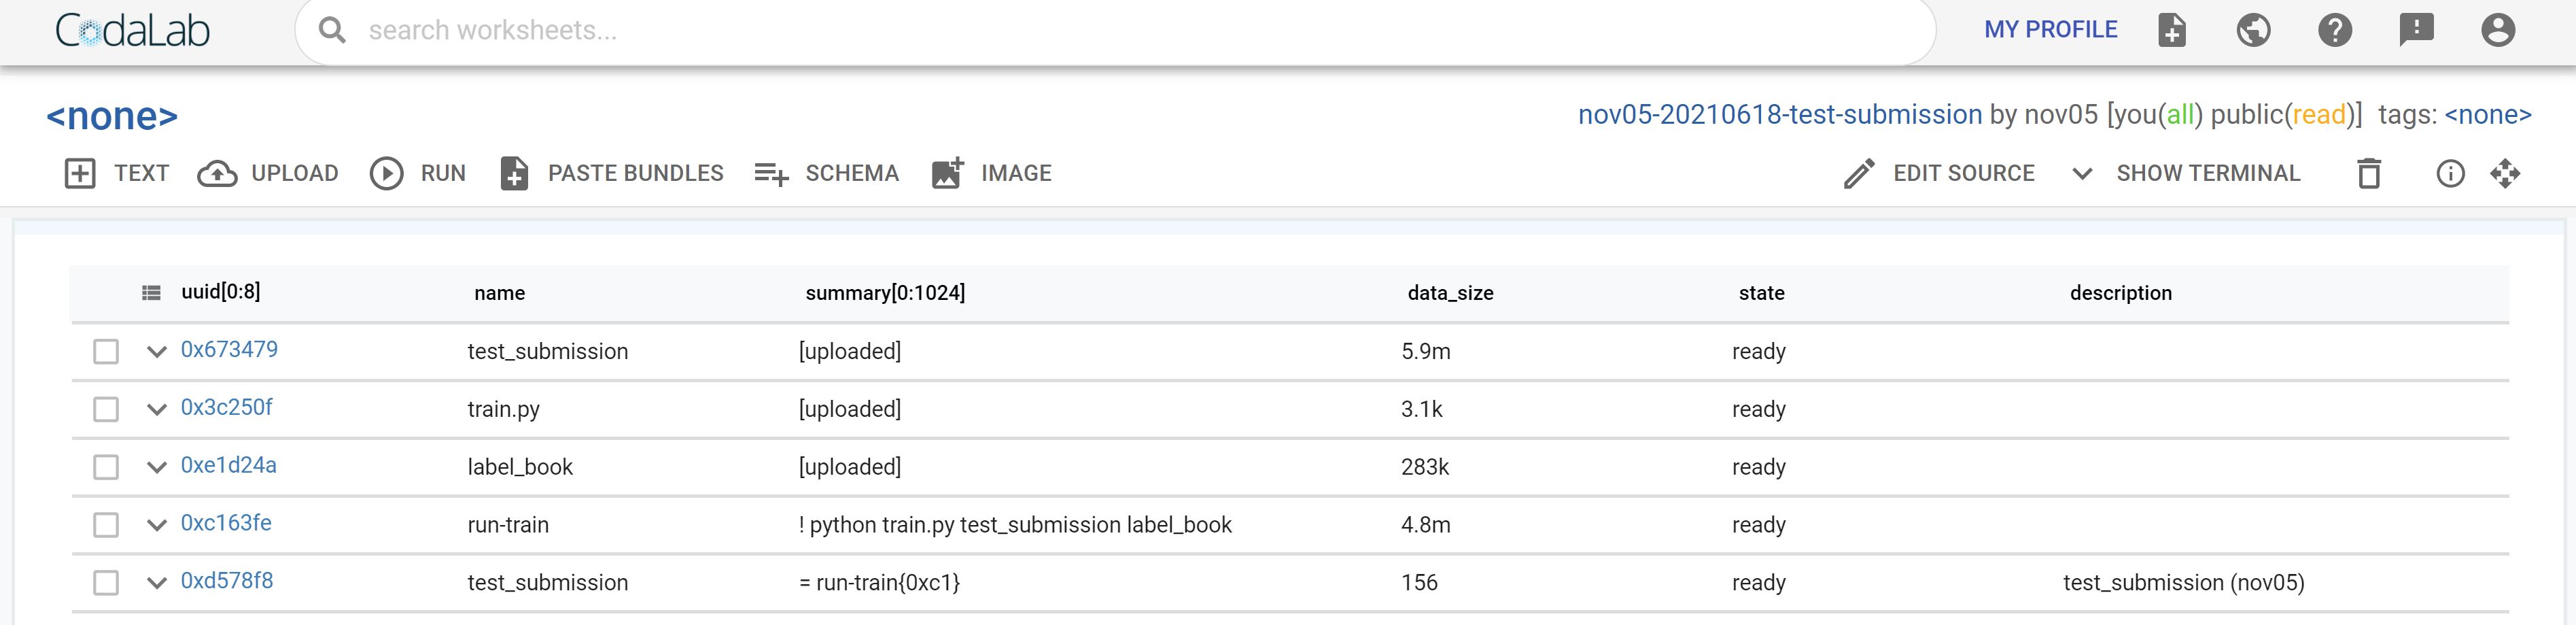 CodaLab search worksheets... MY PROFILE
<none> nov05-20210618-test-submission by nov05 [you(all) public(read)] tags: <none>
TEXT UPLOAD RUN PASTE BUNDLES SCHEMA IMAGE EDIT SOURCE SHOW TERMINAL
uuid[0:8] name summary[0:1024] data_size state description
0x673479 test_submission [uploaded] 5.9m ready
0x3c250f train.py [uploaded] 3.1k ready
0xe1d24a label_book [uploaded] 283k ready
0xc163fe run-train ! python train.py test_submission label_book 4.8m ready
0xd578f8 test_submission = run-train{0xc1} 156 ready test_submission (nov05)